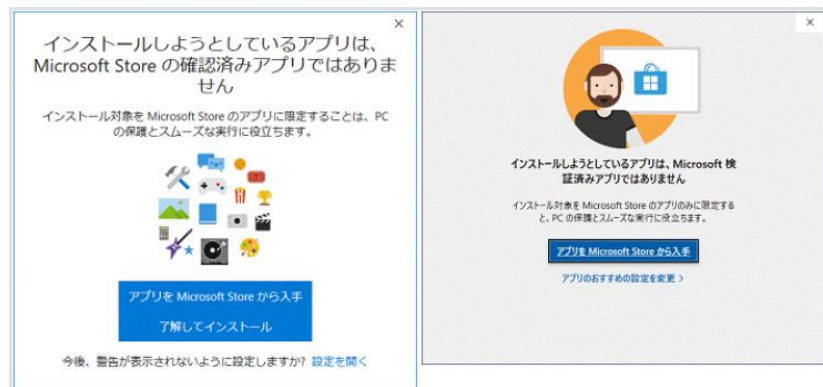 インストールしようとしているアプリは、
Microsoft Store の確認済みアプリではありま
せん
インストール対象を Microsoft Store のアプリに限定することは、PC
の保護とスムーズな実行に役立ちます。
アプリを Microsoft Store から入手
了解してインストール
今後、警告が表示されないように設定しますか? 設定を開く
インストールしようとしているアプリは、Microsoft 検
証済みアプリではありません
インストール対象を Microsoft Store のアプリのみに限定する
と、PC の保護とスムーズな実行に役立ちます。
アプリを Microsoft Store から入手
アプリのおすすめの設定を変更 >